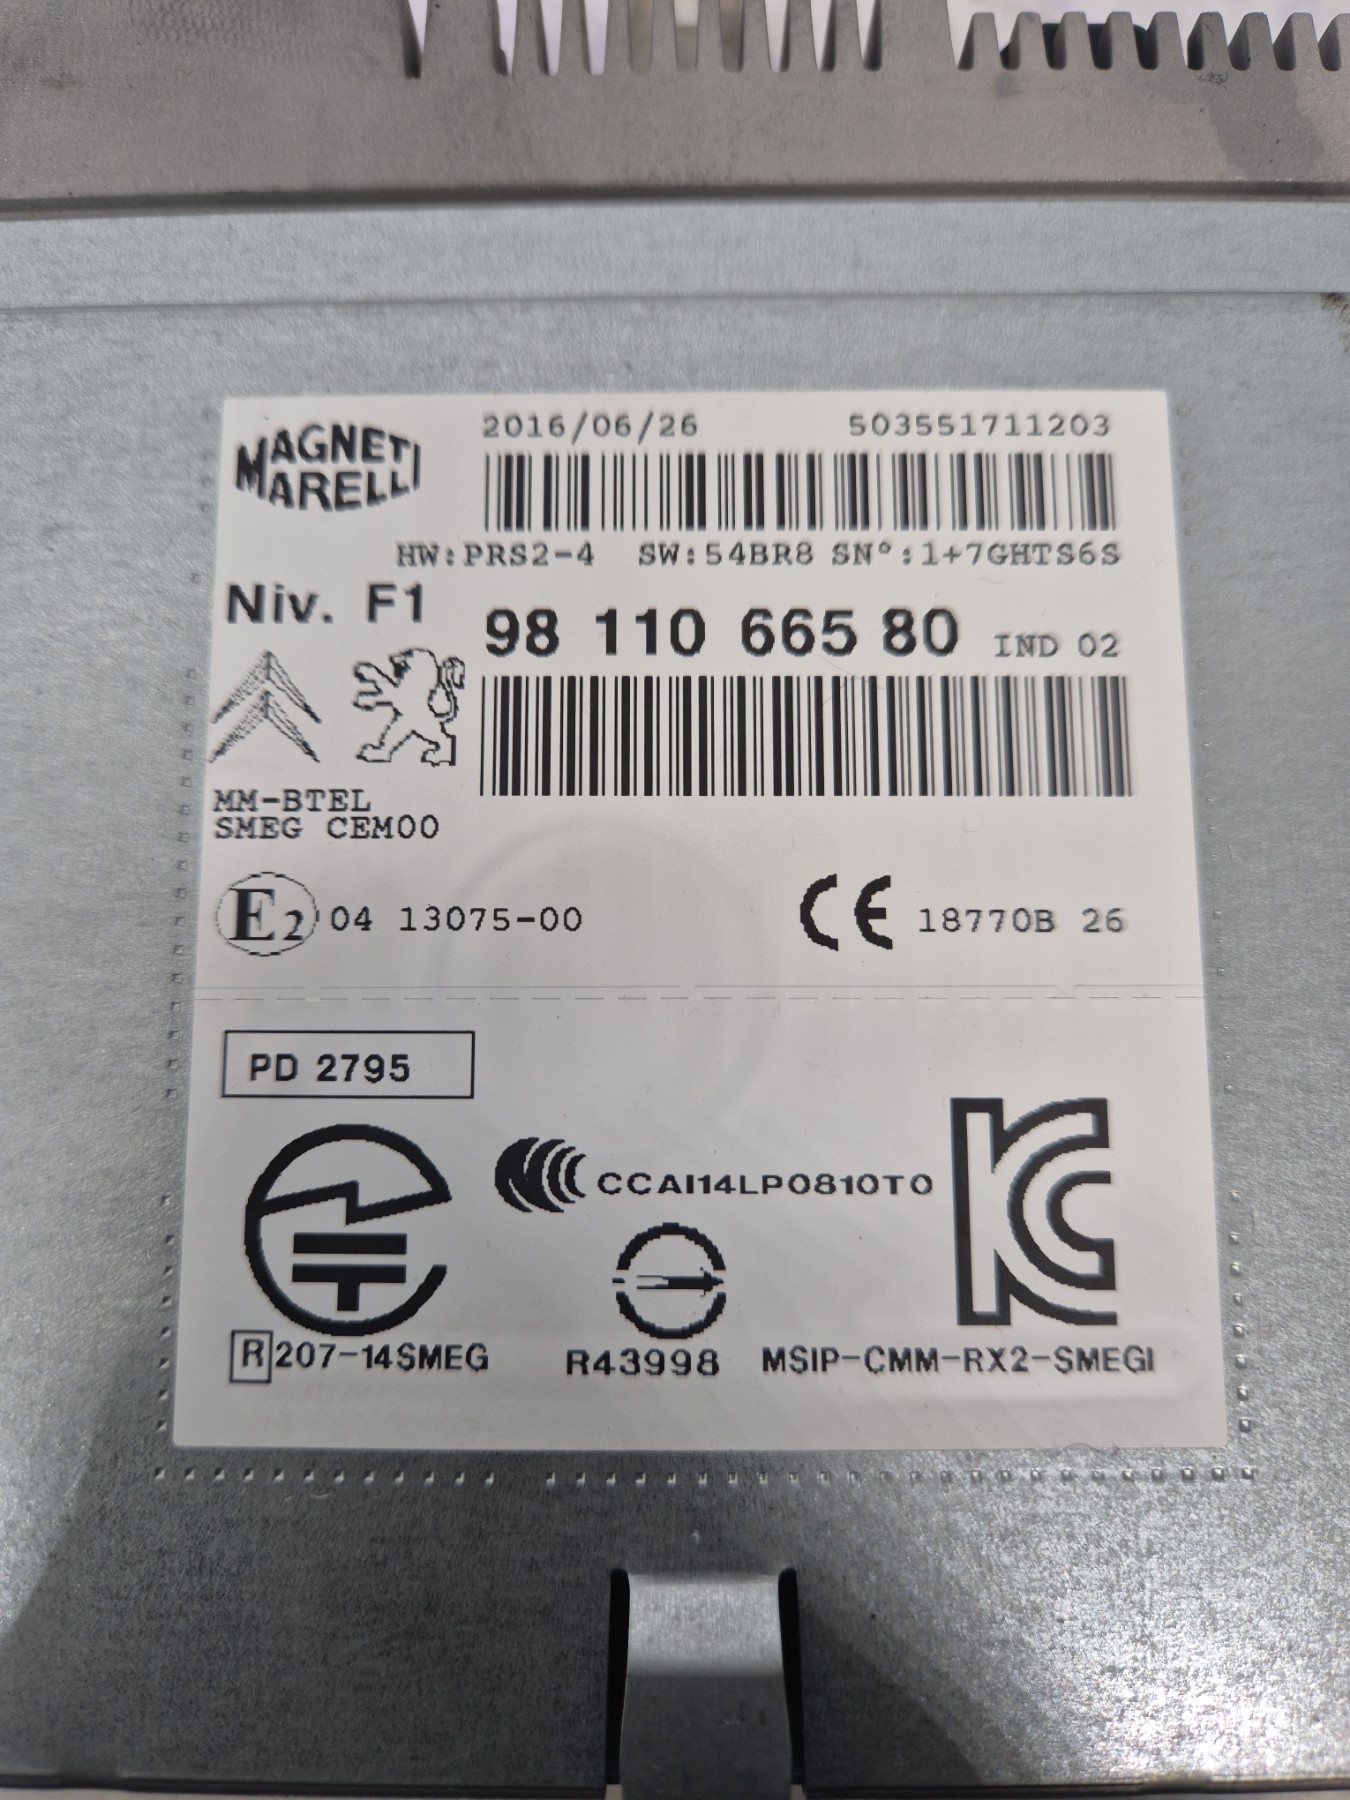 MAGNETI
MARELLI
2016/06/26 503551711203
HW:PRS2-4 SW:54BR8 SN°:1+7GHTS6S
Niv. F1
98 110 665 80 IND 02
MM-BTEL
SMEG CEM00
E2 04 13075-00
CE 18770B 26
PD 2795
CCAI14LP0810T0
R 207-14SMEG
R43998
MSIP-CMM-RX2-SMEGI